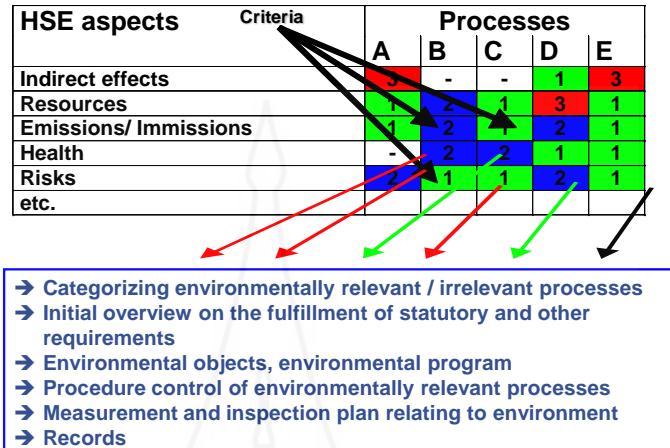 HSE aspects Criteria Processes
A B C D E
Indirect effects 3 - - 1 3
Resources 1 2 1 3 1
Emissions/ Immissions 1 2 1 2 1
Health - 2 2 1 1
Risks 2 1 1 2 1
etc.
➔ Categorizing environmentally relevant / irrelevant processes
➔ Initial overview on the fulfillment of statutory and other
requirements
➔ Environmental objects, environmental program
➔ Procedure control of environmentally relevant processes
➔ Measurement and inspection plan relating to environment
➔ Records